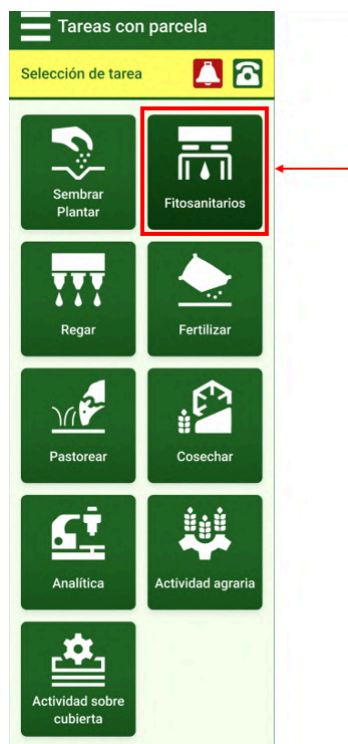 Tareas con parcela
Selección de tarea
Sembrar
Plantar
Fitosanitarios
Regar
Fertilizar
Pastorear
Cosechar
Analítica
Actividad agraria
Actividad sobre
cubierta